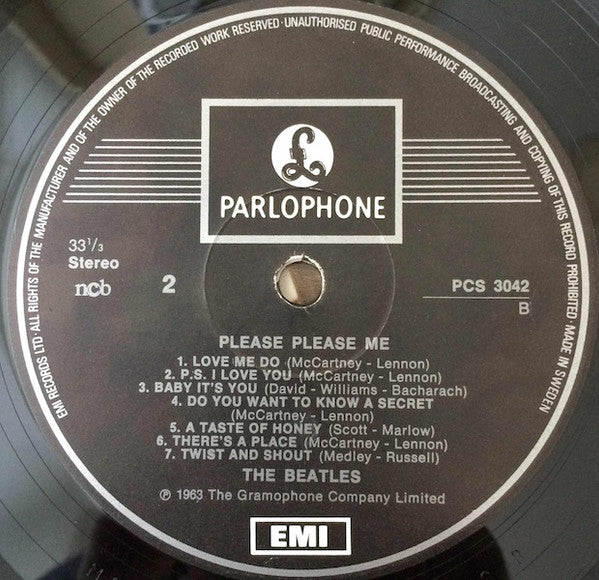 EMI RECORDS LTD·ALL RIGHTS OF THE MANUFACTURER AND OF THE OWNER OF THE RECORDED WORK RESERVED·UNAUTHORISED PUBLIC PERFORMANCE BROADCASTING AND COPYING OF THIS RECORD PROHIBITED·MADE IN SWEDEN
£
PARLOPHONE
33⅓
Stereo
ncb
2
PCS 3042
B
PLEASE PLEASE ME
1. LOVE ME DO (McCartney - Lennon)
2. P.S. I LOVE YOU (McCartney - Lennon)
3. BABY IT'S YOU (David - Williams - Bacharach)
4. DO YOU WANT TO KNOW A SECRET
(McCartney - Lennon)
5. A TASTE OF HONEY (Scott - Marlow)
6. THERE'S A PLACE (McCartney - Lennon)
7. TWIST AND SHOUT (Medley - Russell)
THE BEATLES
℗ 1963 The Gramophone Company Limited
EMI